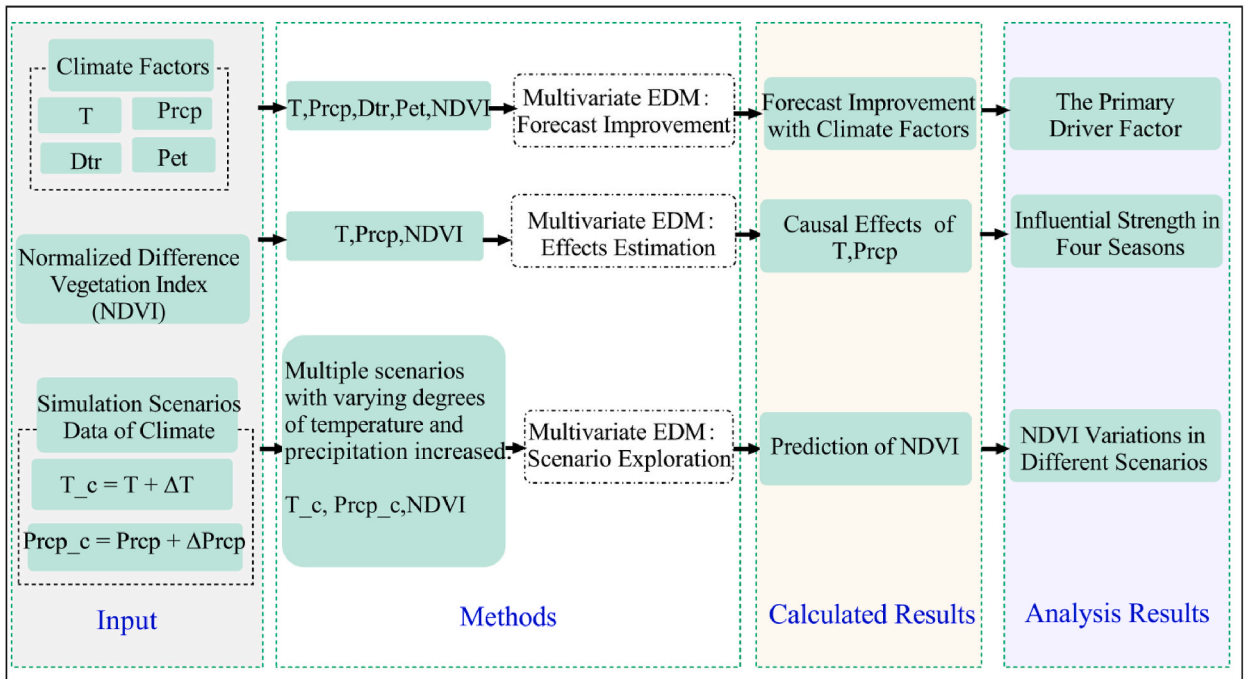 Climate Factors
T
Prcp
Dtr
Pet
Normalized Difference
Vegetation Index
(NDVI)
Simulation Scenarios
Data of Climate
T_c = T + ΔT
Prcp_c = Prcp + ΔPrcp
Input
T,Prcp,Dtr,Pet,NDVI
Multivariate EDM:
Forecast Improvement
T,Prcp,NDVI
Multivariate EDM:
Effects Estimation
Multiple scenarios
with varying degrees
of temperature and
precipitation increased.
T_c, Prcp_c,NDVI
Multivariate EDM:
Scenario Exploration
Methods
Forecast Improvement
with Climate Factors
Causal Effects of
T,Prcp
Prediction of NDVI
Calculated Results
The Primary
Driver Factor
Influential Strength in
Four Seasons
NDVI Variations in
Different Scenarios
Analysis Results